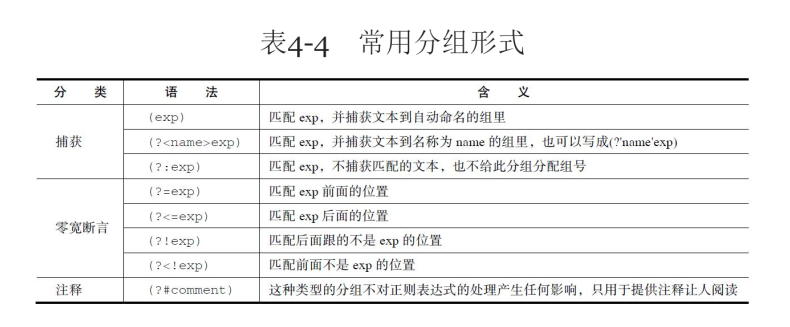 表4-4 常用分组形式
分 类 语 法 含 义
捕获
(exp) 匹配 exp，并捕获文本到自动命名的组里
(?<name>exp) 匹配 exp，并捕获文本到名称为 name 的组里，也可以写成(?'name'exp)
(?:exp) 匹配 exp，不捕获匹配的文本，也不给此分组分配组号
零宽断言
(?=exp) 匹配 exp 前面的位置
(?<=exp) 匹配 exp 后面的位置
(?!exp) 匹配后面跟的不是 exp 的位置
(?<!exp) 匹配前面不是 exp 的位置
注释 (?#comment) 这种类型的分组不对正则表达式的处理产生任何影响，只用于提供注释让人阅读